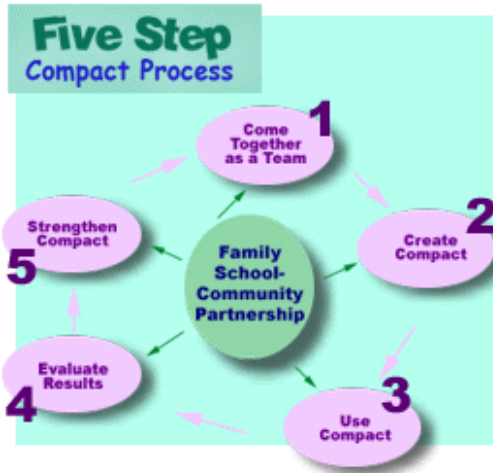 Five Step
Compact Process
1
Come
Together
as a Team
2
Create
Compact
3
Use
Compact
4
Evaluate
Results
5
Strengthen
Compact
Family
School-
Community
Partnership